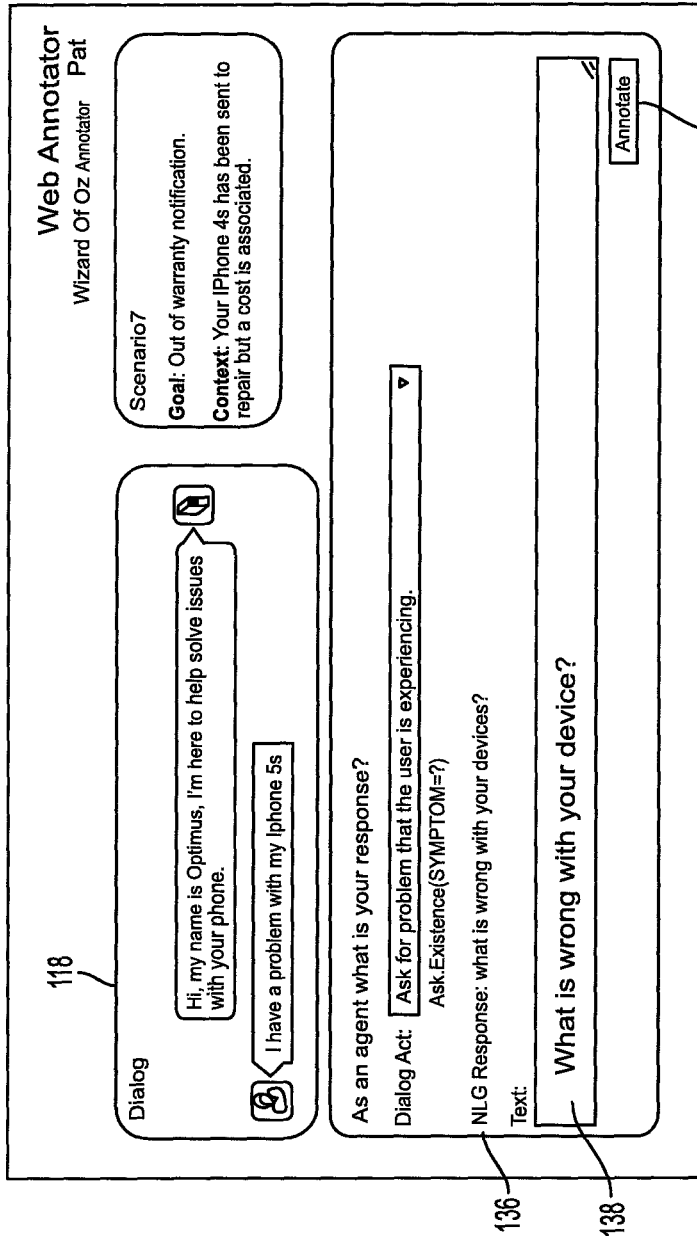 Web Annotator
Wizard Of Oz Annotator Pat
118
Dialog
Hi, my name is Optimus, I'm here to help solve issues
with your phone.
I have a problem with my Iphone 5s
Scenario7
Goal: Out of warranty notification.
Context: Your IPhone 4s has been sent to
repair but a cost is associated.
As an agent what is your response?
Dialog Act: Ask for problem that the user is experiencing.
Ask.Existence(SYMPTOM=?)
136
NLG Response: what is wrong with your devices?
Text:
138
What is wrong with your device?
Annotate